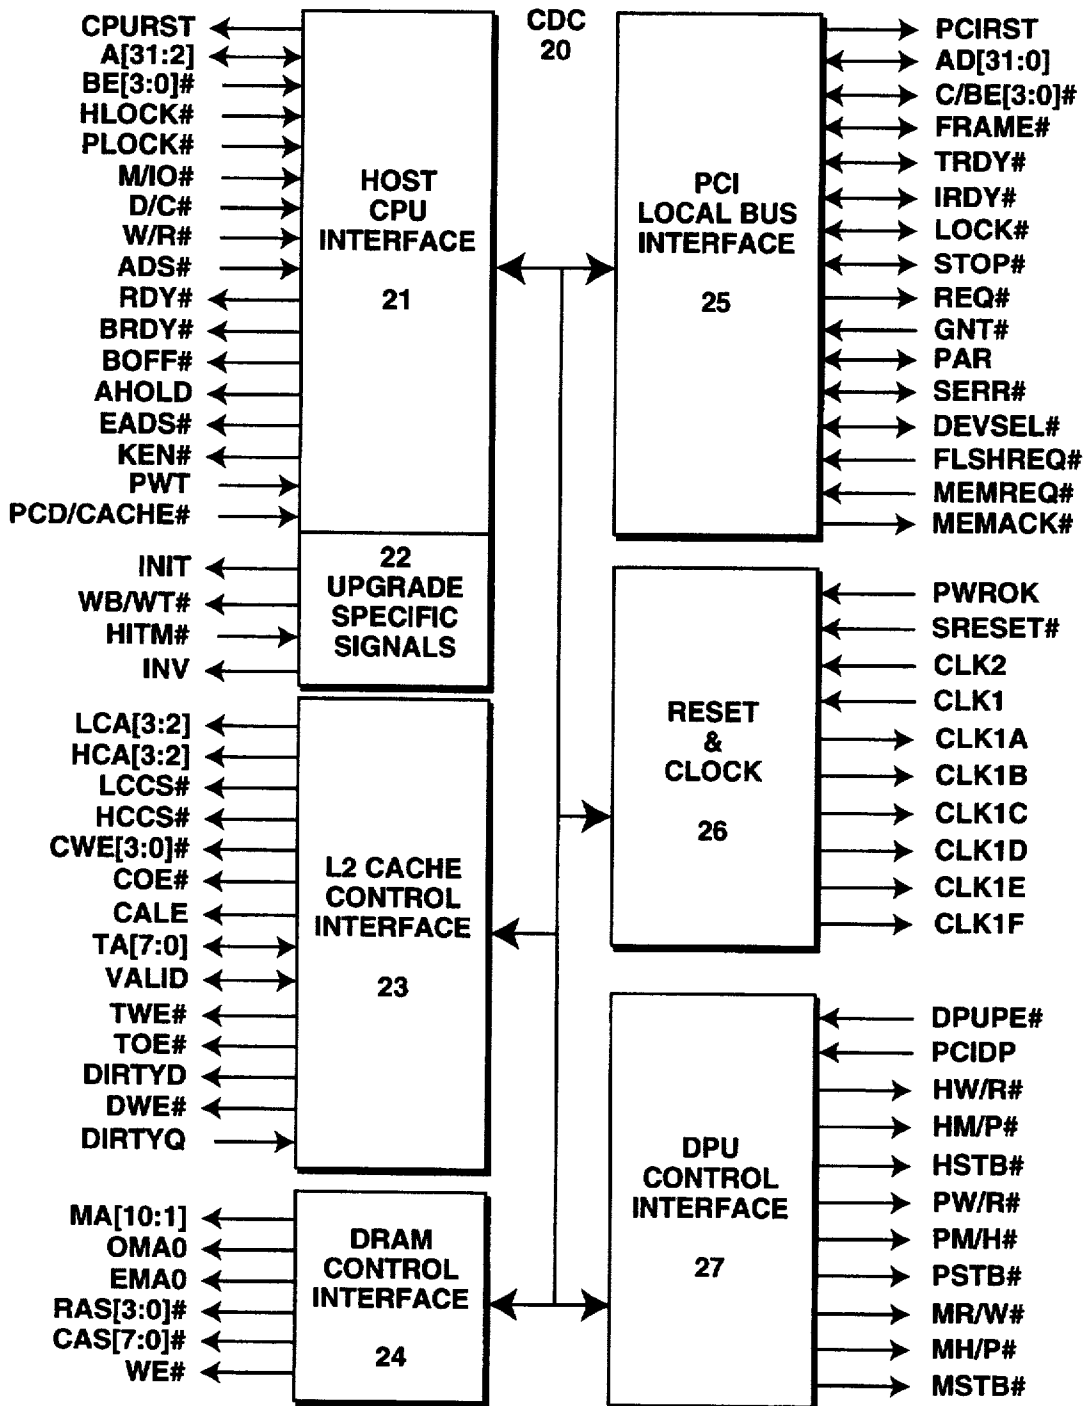 CDC
20
CPURST
A[31:2]
BE[3:0]#
HLOCK#
PLOCK#
M/IO#
D/C#
W/R#
ADS#
RDY#
BRDY#
BOFF#
AHOLD
EADS#
KEN#
PWT
PCD/CACHE#
HOST
CPU
INTERFACE
21
INIT
WB/WT#
HITM#
INV
22
UPGRADE
SPECIFIC
SIGNALS
LCA[3:2]
HCA[3:2]
LCCS#
HCCS#
CWE[3:0]#
COE#
CALE
TA[7:0]
VALID
TWE#
TOE#
DIRTYD
DWE#
DIRTYQ
L2 CACHE
CONTROL
INTERFACE
23
MA[10:1]
OMA0
EMA0
RAS[3:0]#
CAS[7:0]#
WE#
DRAM
CONTROL
INTERFACE
24
PCI
LOCAL BUS
INTERFACE
25
PCIRST
AD[31:0]
C/BE[3:0]#
FRAME#
TRDY#
IRDY#
LOCK#
STOP#
REQ#
GNT#
PAR
SERR#
DEVSEL#
FLSHREQ#
MEMREQ#
MEMACK#
RESET
&
CLOCK
26
PWROK
SRESET#
CLK2
CLK1
CLK1A
CLK1B
CLK1C
CLK1D
CLK1E
CLK1F
DPU
CONTROL
INTERFACE
27
DPUPE#
PCIDP
HW/R#
HM/P#
HSTB#
PW/R#
PM/H#
PSTB#
MR/W#
MH/P#
MSTB#